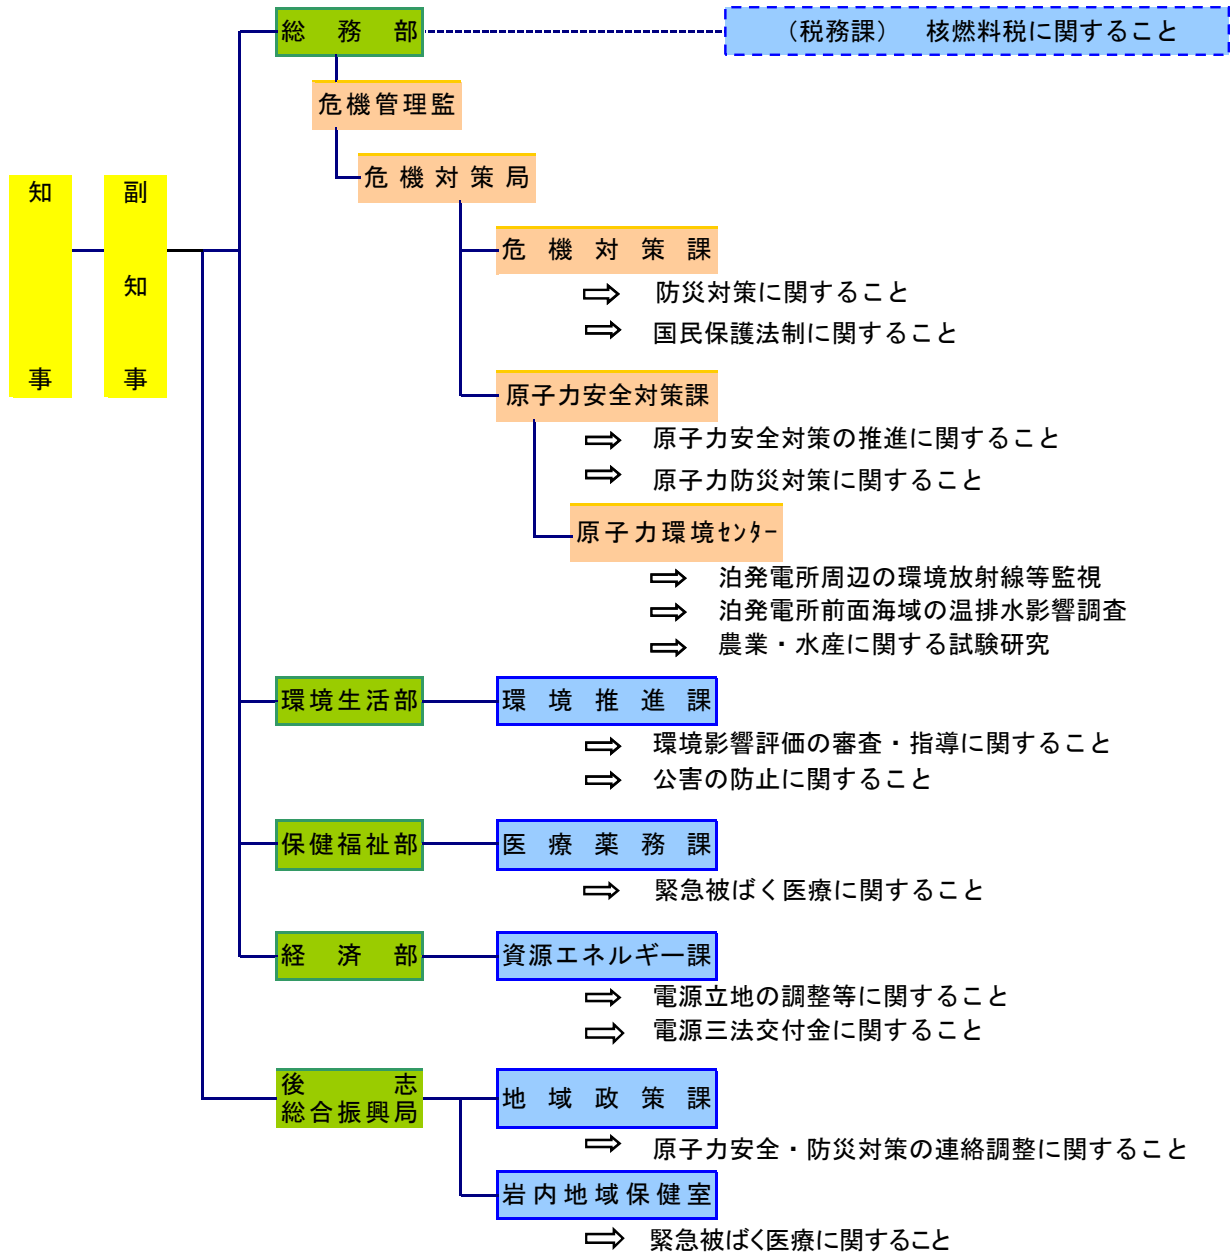 総務部
（税務課） 核燃料税に関すること
危機管理監
危機対策局
知事
副知事
危機対策課
⇨ 防災対策に関すること
⇨ 国民保護法制に関すること
原子力安全対策課
⇨ 原子力安全対策の推進に関すること
⇨ 原子力防災対策に関すること
原子力環境ｾﾝﾀｰ
⇨ 泊発電所周辺の環境放射線等監視
⇨ 泊発電所前面海域の温排水影響調査
⇨ 農業・水産に関する試験研究
環境生活部
環境推進課
⇨ 環境影響評価の審査・指導に関すること
⇨ 公害の防止に関すること
保健福祉部
医療薬務課
⇨ 緊急被ばく医療に関すること
経済部
資源エネルギー課
⇨ 電源立地の調整等に関すること
⇨ 電源三法交付金に関すること
後志
総合振興局
地域政策課
⇨ 原子力安全・防災対策の連絡調整に関すること
岩内地域保健室
⇨ 緊急被ばく医療に関すること